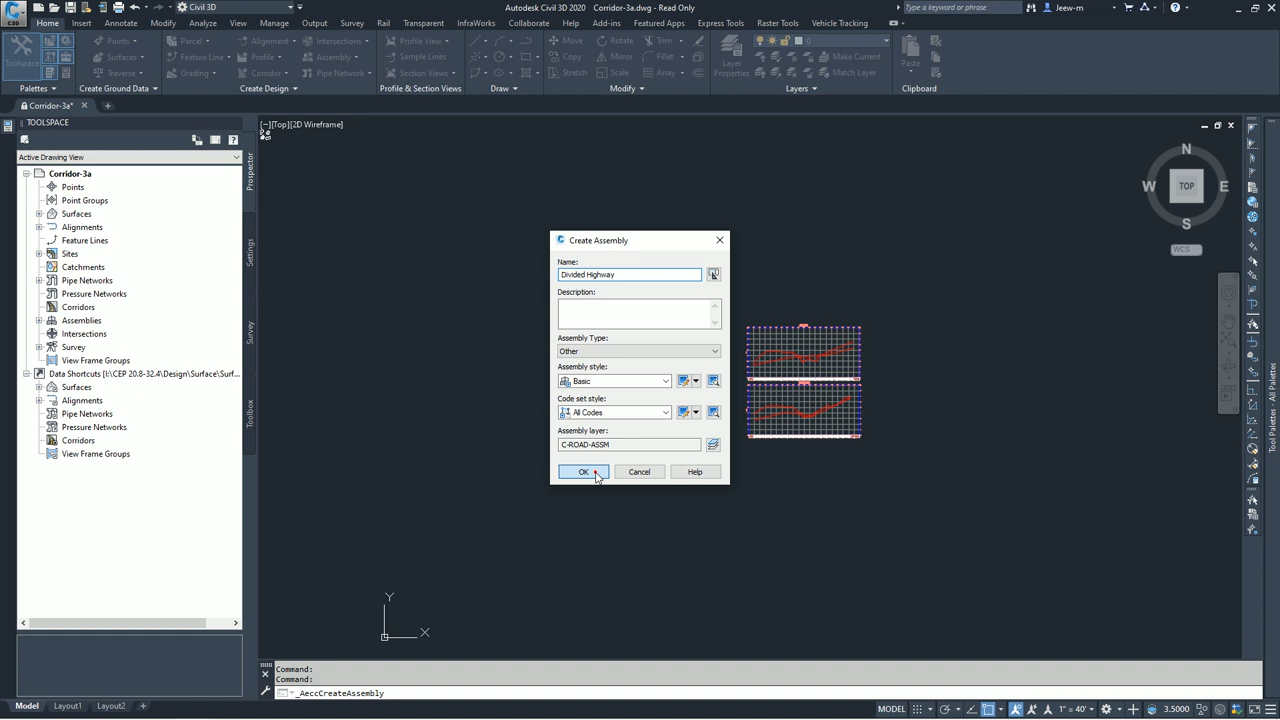 Civil 3D
Autodesk Civil 3D 2020 - Read Only
Corridor-3a.dwg - Read Only
Type a keyword or phrase
Jeew-m
Home Insert Annotate Modify Analyze View Manage Output Survey Rail Transparent InfraWorks Collaborate Help Add-ins Featured Apps Express Tools Raster Tools Vehicle Tracking
Toolspace
Points
Surfaces
Traverse
Parcel
Feature Line
Grading
Alignment
Profile
Corridor
Intersections
Assembly
Pipe Network
Profile View
Sample Lines
Section Views
Move
Copy
Stretch
Rotate
Mirror
Scale
Trim
Fillet
Array
Layer
Properties
0
Make Current
Match Layer
Paste
Palettes Create Ground Data Create Design Profile & Section Views Draw Modify Layers Clipboard
C3D
Corridor-3a*
TOOLSPACE
Active Drawing View
Corridor-3a
Points
Point Groups
Surfaces
Alignments
Feature Lines
Sites
Catchments
Pipe Networks
Pressure Networks
Corridors
Assemblies
Intersections
Survey
View Frame Groups
Data Shortcuts [I:\CEP 20.8-32.4\Design\Surface\Surf...
Surfaces
Alignments
Pipe Networks
Pressure Networks
Corridors
View Frame Groups
Prospector
Settings
Survey
Toolbox
[−][Top][2D Wireframe]
Create Assembly
Name:
Divided Highway
Description:
Assembly Type:
Other
Assembly style:
Basic
Code set style:
All Codes
Assembly layer:
C-ROAD-ASSM
OK Cancel Help
N
W TOP E
S
WCS
Y
X
Tool Palettes - All Palettes
Command:
Command:
_AeccCreateAssembly
Model Layout1 Layout2 +
MODEL 1" = 40' 3.5000